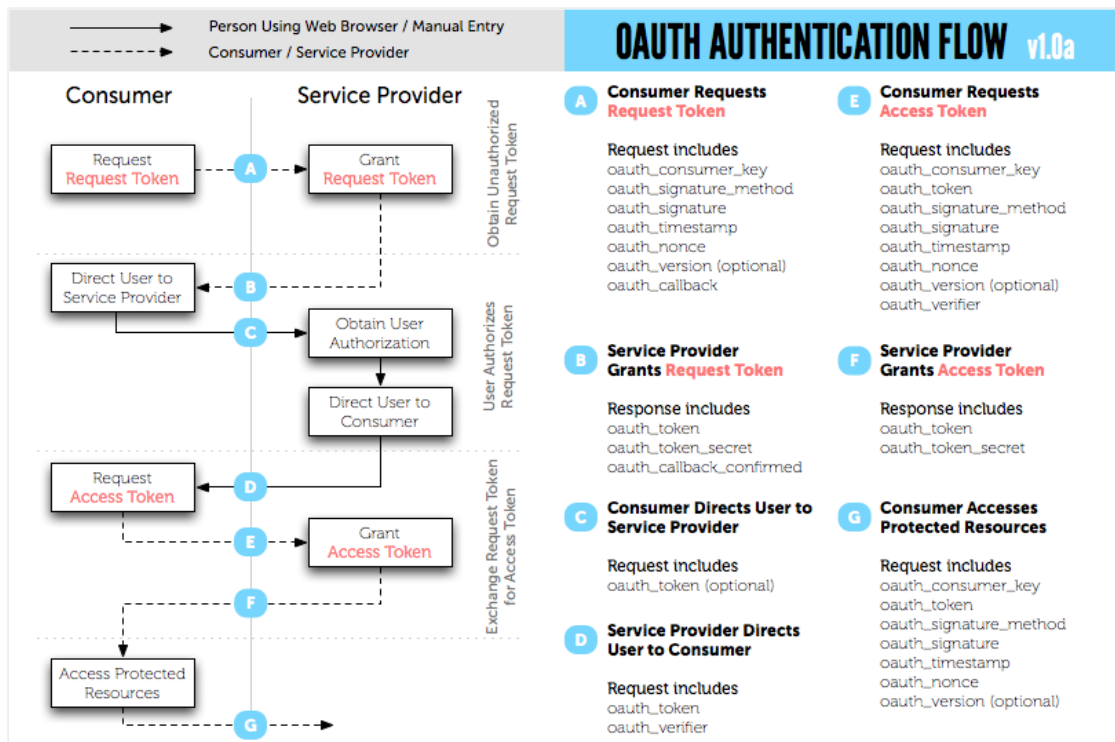 Person Using Web Browser / Manual Entry
Consumer / Service Provider
OAUTH AUTHENTICATION FLOW v1.0a
Consumer
Service Provider
Request
Request Token
A
Grant
Request Token
Obtain Unauthorized
Request Token
Direct User to
Service Provider
B
C
Obtain User
Authorization
Direct User to
Consumer
User Authorizes
Request Token
Request
Access Token
D
E
Grant
Access Token
F
Exchange Request Token
for Access Token
Access Protected
Resources
G
A
Consumer Requests
Request Token
Request includes
oauth_consumer_key
oauth_signature_method
oauth_signature
oauth_timestamp
oauth_nonce
oauth_version (optional)
oauth_callback
B
Service Provider
Grants Request Token
Response includes
oauth_token
oauth_token_secret
oauth_callback_confirmed
C
Consumer Directs User to
Service Provider
Request includes
oauth_token (optional)
D
Service Provider Directs
User to Consumer
Request includes
oauth_token
oauth_verifier
E
Consumer Requests
Access Token
Request includes
oauth_consumer_key
oauth_token
oauth_signature_method
oauth_signature
oauth_timestamp
oauth_nonce
oauth_version (optional)
oauth_verifier
F
Service Provider
Grants Access Token
Response includes
oauth_token
oauth_token_secret
G
Consumer Accesses
Protected Resources
Request includes
oauth_consumer_key
oauth_token
oauth_signature_method
oauth_signature
oauth_timestamp
oauth_nonce
oauth_version (optional)